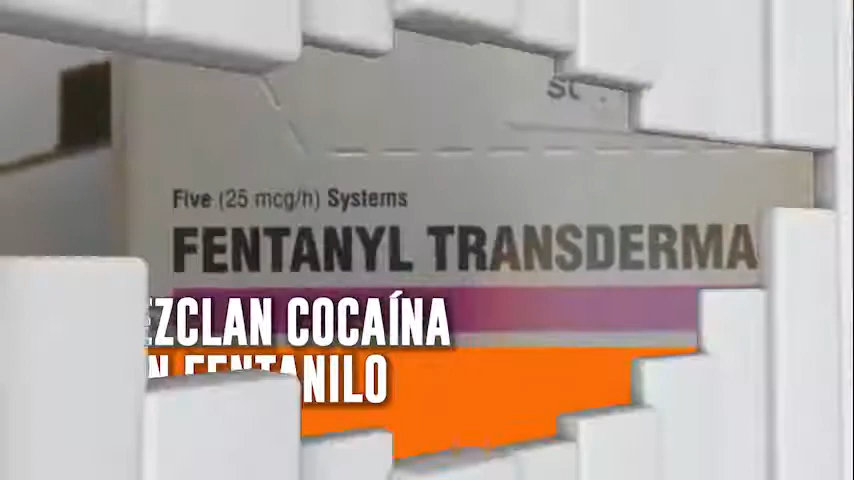 Five (25 mcg/h) Systems
FENTANYL TRANSDERMA
EZCLAN COCAÍNA
N FENTANILO